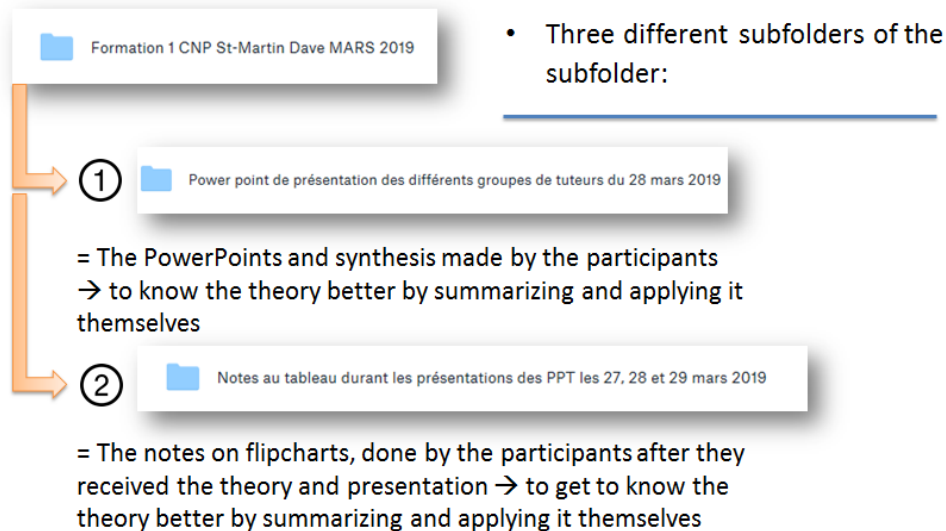 Formation 1 CNP St-Martin Dave MARS 2019
• Three different subfolders of the
subfolder:
1
Power point de présentation des différents groupes de tuteurs du 28 mars 2019
= The PowerPoints and synthesis made by the participants
→ to know the theory better by summarizing and applying it
themselves
2
Notes au tableau durant les présentations des PPT les 27, 28 et 29 mars 2019
= The notes on flipcharts, done by the participants after they
received the theory and presentation → to get to know the
theory better by summarizing and applying it themselves